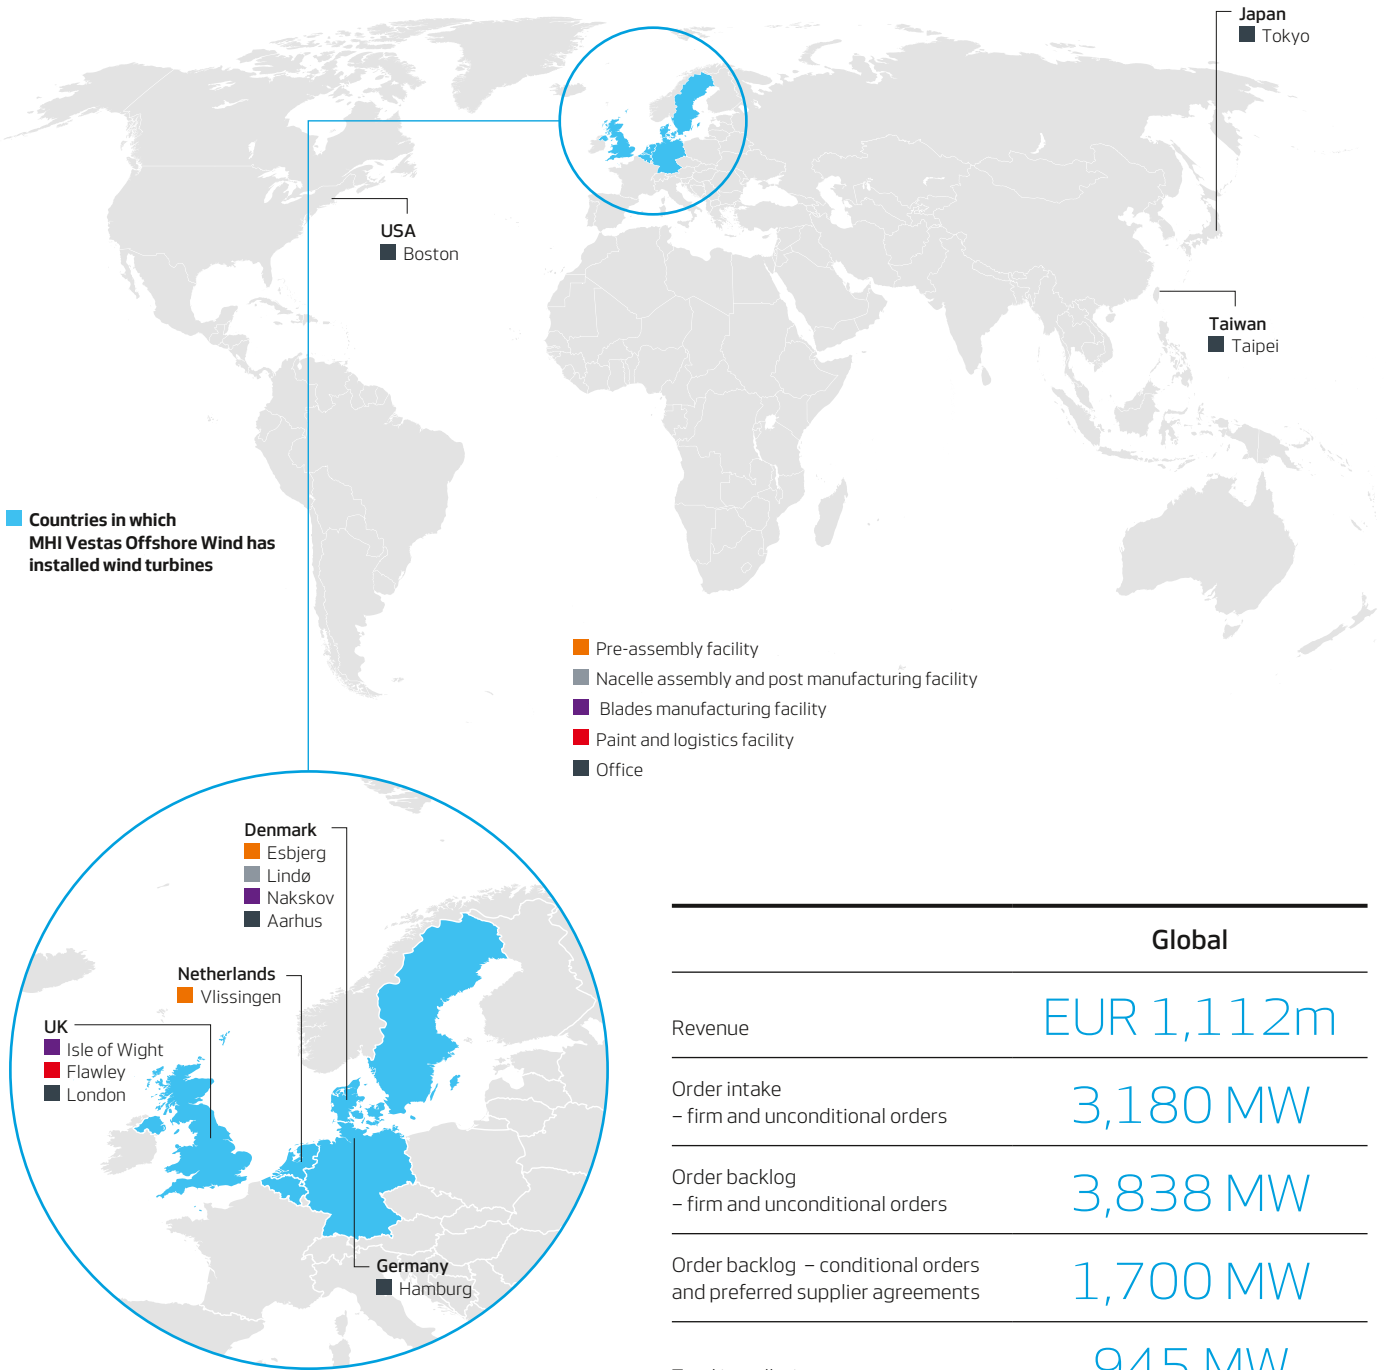 Japan
Tokyo
USA
Boston
Taiwan
Taipei
Countries in which
MHI Vestas Offshore Wind has
installed wind turbines
Pre-assembly facility
Nacelle assembly and post manufacturing facility
Blades manufacturing facility
Paint and logistics facility
Office
Denmark
Esbjerg
Lindø
Nakskov
Aarhus
Netherlands
Vlissingen
UK
Isle of Wight
Flawley
London
Germany
Hamburg
Global
Revenue
EUR 1,112m
Order intake
– firm and unconditional orders
3,180 MW
Order backlog
– firm and unconditional orders
3,838 MW
Order backlog – conditional orders
and preferred supplier agreements
1,700 MW
945 MW